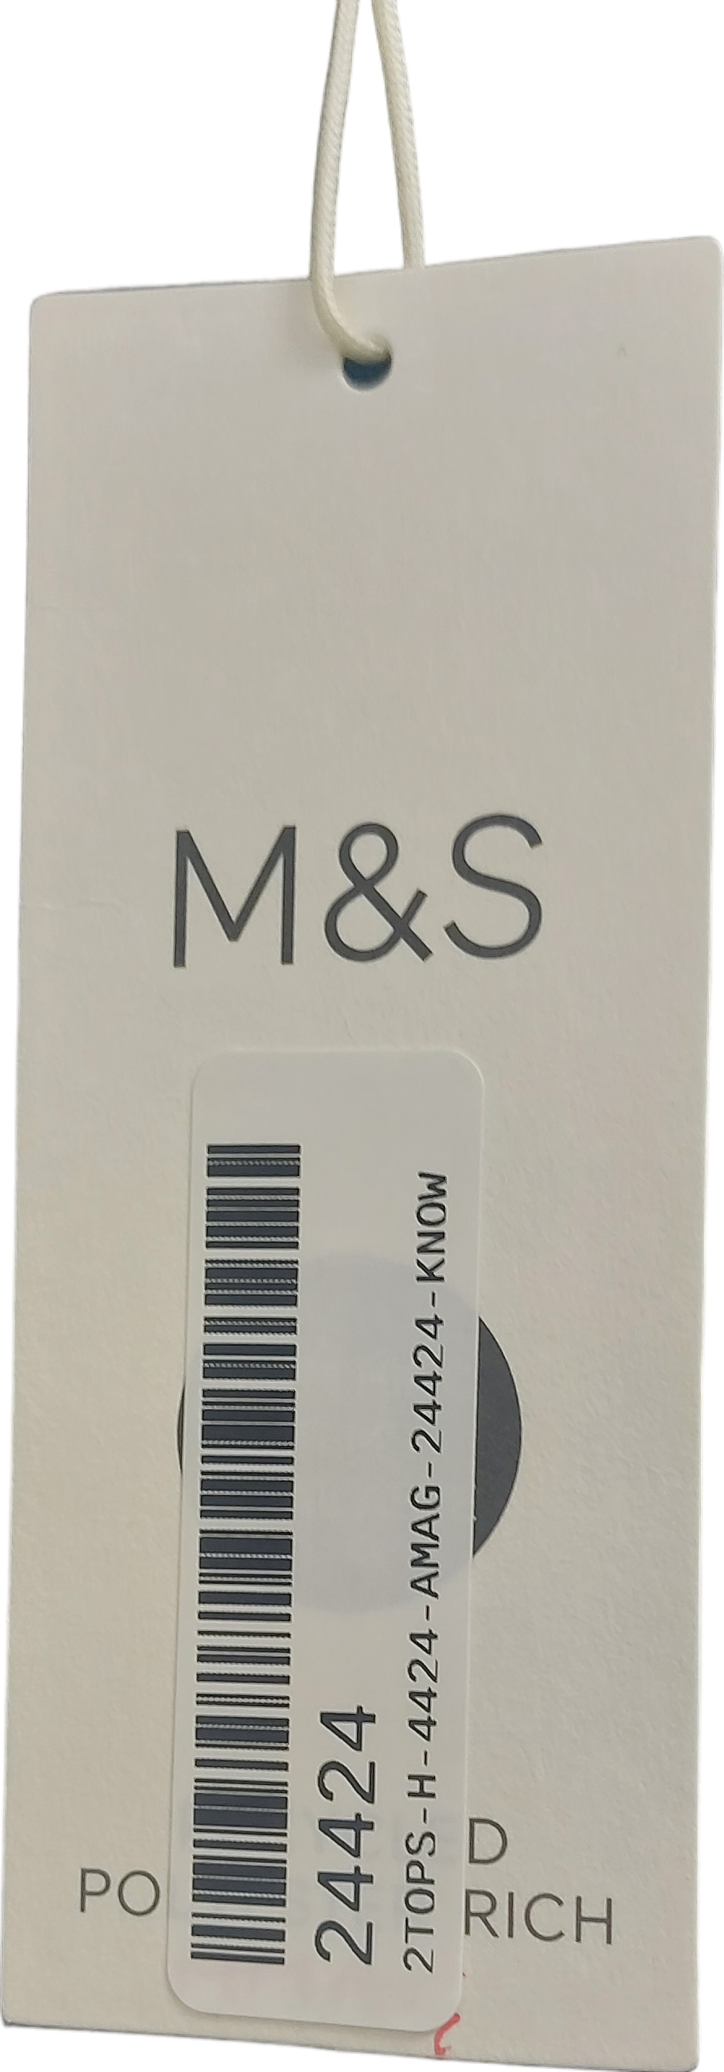 M&S
24424
2TOPS-H-4424-AMAG-24424-KNOW
D
PO RICH